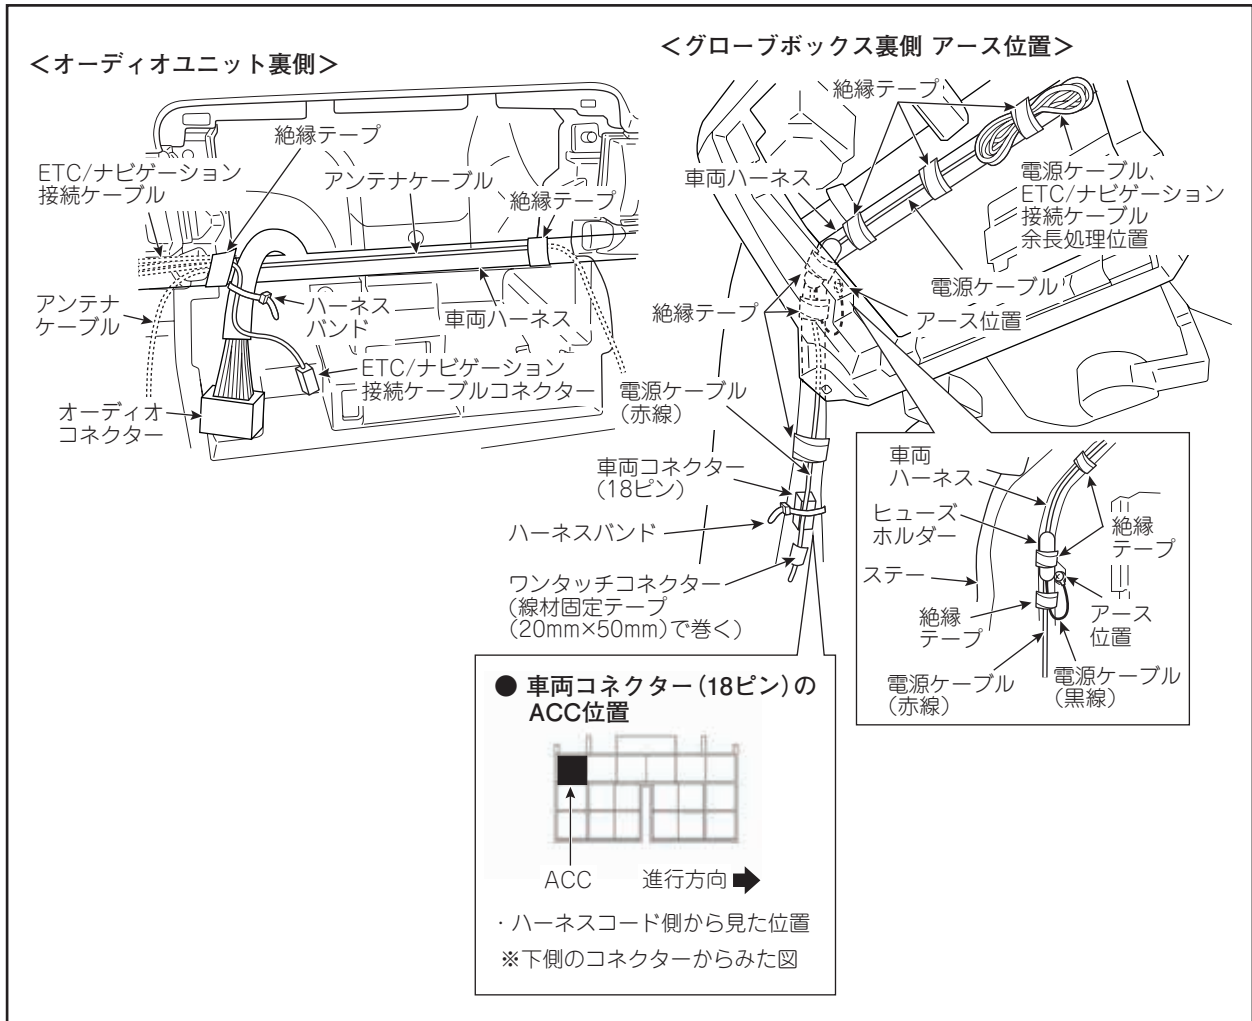 <オーディオユニット裏側>
絶縁テープ
ETC/ナビゲーション
接続ケーブル
アンテナケーブル
絶縁テープ
アンテナ
ケーブル
ハーネス
バンド
車両ハーネス
ETC/ナビゲーション
接続ケーブルコネクター
オーディオ
コネクター
<グローブボックス裏側 アース位置>
絶縁テープ
車両ハーネス
電源ケーブル、
ETC/ナビゲーション
接続ケーブル
余長処理位置
電源ケーブル
絶縁テープ
アース位置
電源ケーブル
(赤線)
車両コネクター
(18ピン)
ハーネスバンド
ワンタッチコネクター
(線材固定テープ
(20mm×50mm)で巻く)
車両
ハーネス
ヒューズ
ホルダー
絶縁
テープ
ステー
絶縁
テープ
アース
位置
電源ケーブル
(赤線)
電源ケーブル
(黒線)
● 車両コネクター(18ピン)の
ACC位置
ACC
進行方向
・ハーネスコード側から見た位置
※下側のコネクターからみた図